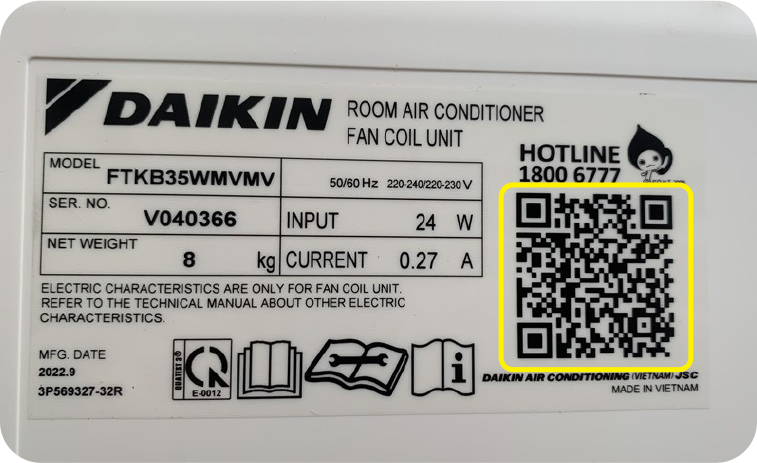 DAIKIN
ROOM AIR CONDITIONER
FAN COIL UNIT
HOTLINE
1800 6777
MODEL FTKB35WMVMV 50/60 Hz 220-240/220-230 V
SER. NO. V040366 INPUT 24 W
NET WEIGHT 8 kg CURRENT 0.27 A
ELECTRIC CHARACTERISTICS ARE ONLY FOR FAN COIL UNIT.
REFER TO THE TECHNICAL MANUAL ABOUT OTHER ELECTRIC
CHARACTERISTICS.
MFG. DATE
2022.9
3P569327-32R
QUATEST 3®
E-0012
DAIKIN AIR CONDITIONING (VIETNAM) JSC
MADE IN VIETNAM